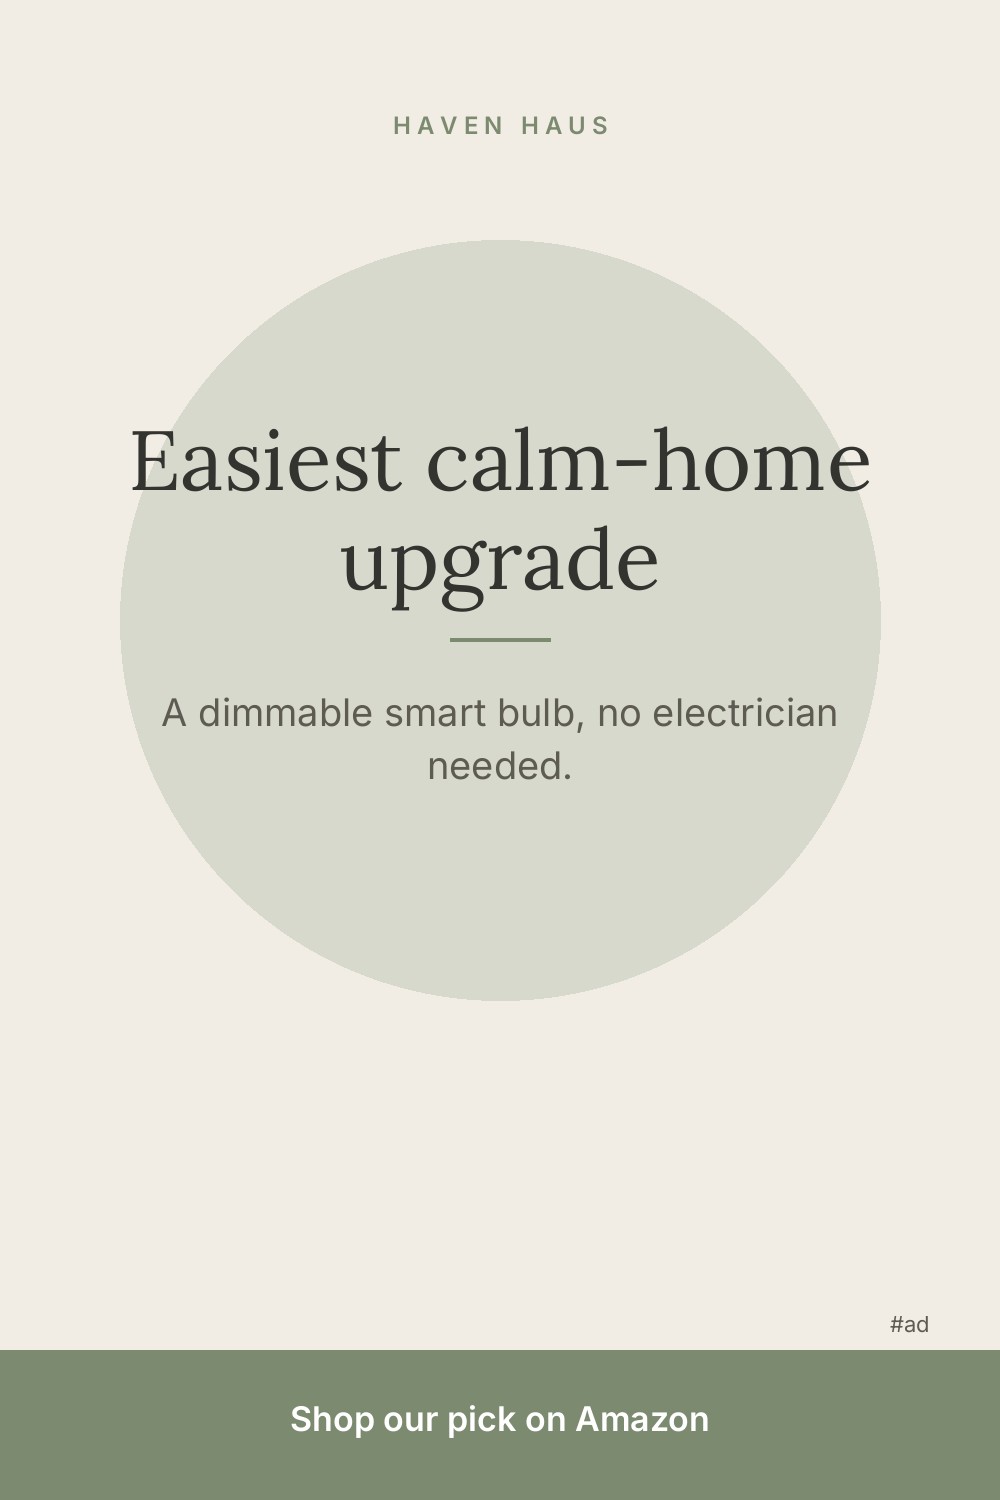 HAVEN HAUS
Easiest calm-home
upgrade
A dimmable smart bulb, no electrician
needed.
#ad
Shop our pick on Amazon